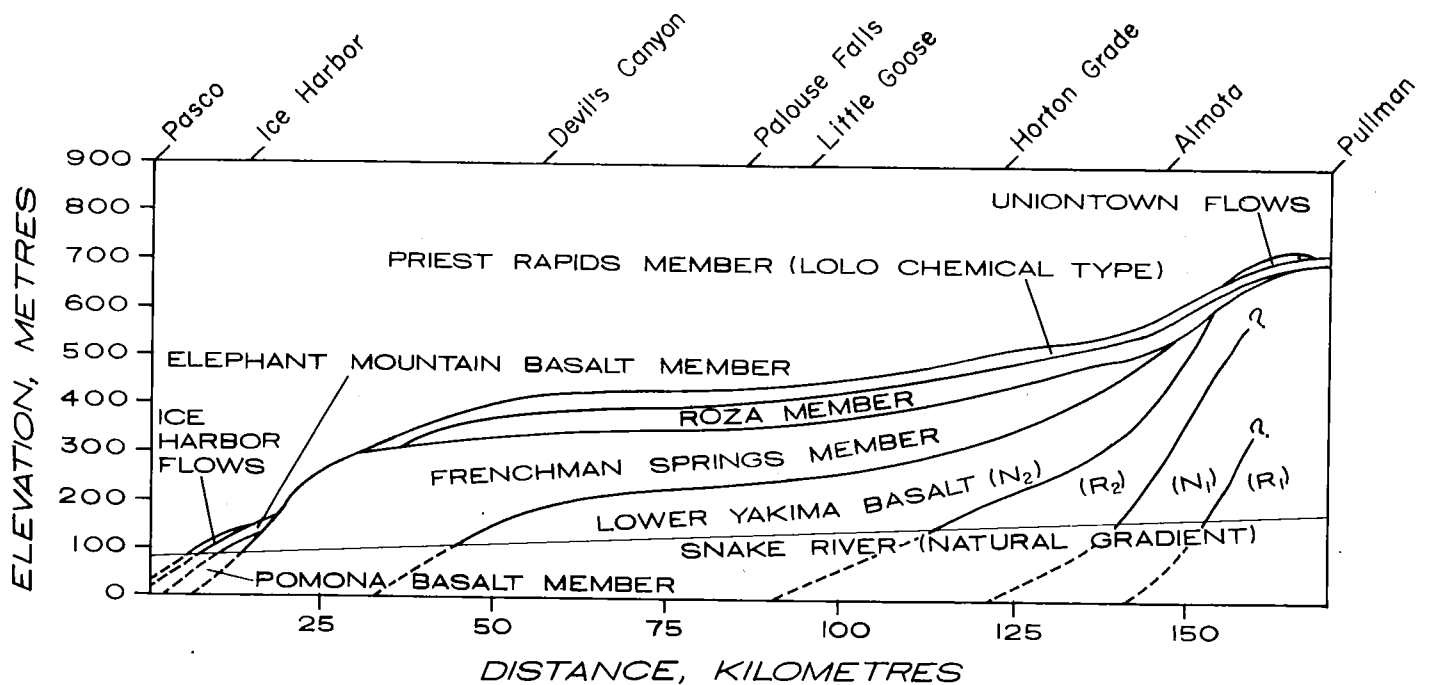 Pasco
Ice Harbor
Devil's Canyon
Palouse Falls
Little Goose
Horton Grade
Almota
Pullman
ELEVATION, METRES
900
800
700
600
500
400
300
200
100
0
UNIONTOWN FLOWS
PRIEST RAPIDS MEMBER (LOLO CHEMICAL TYPE)
ELEPHANT MOUNTAIN BASALT MEMBER
ICE
HARBOR
FLOWS
ROZA MEMBER
FRENCHMAN SPRINGS MEMBER
LOWER YAKIMA BASALT (N₂)
(R₂)
(N₁)
(R₁)
?
?
SNAKE RIVER (NATURAL GRADIENT)
POMONA BASALT MEMBER
25
50
75
100
125
150
DISTANCE, KILOMETRES